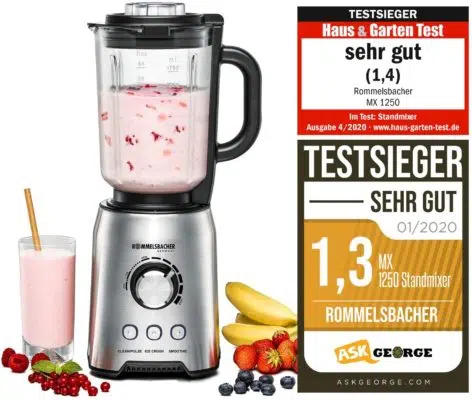 ROMMELSBACHER
GERMANY
CLEAN/PULSE ICE CRUSH SMOOTHIE
TESTSIEGER
Haus & Garten Test
sehr gut
(1,4)
Rommelsbacher
MX 1250
Im Test: Standmixer
Ausgabe 4/2020 · www.haus-garten-test.de
TESTSIEGER
SEHR GUT
01/2020
1,3 MX
1250 Standmixer
ROMMELSBACHER
ASK GEORGE
ASKGEORGE.COM